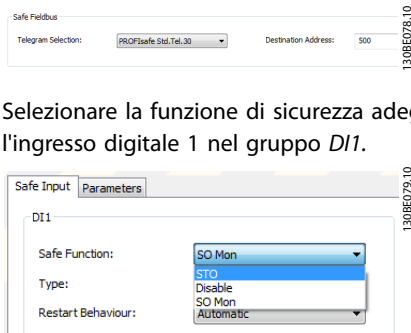 Safe Fieldbus
Telegram Selection: PROFIsafe Std.Tel.30 Destination Address: 500
130BE078.10
Selezionare la funzione di sicurezza
l'ingresso digitale 1 nel gruppo DI1.
Safe Input Parameters
130BE079.10
DI1
Safe Function: SO Mon
STO
Type: Disable
SO Mon
Restart Behaviour: Automatic